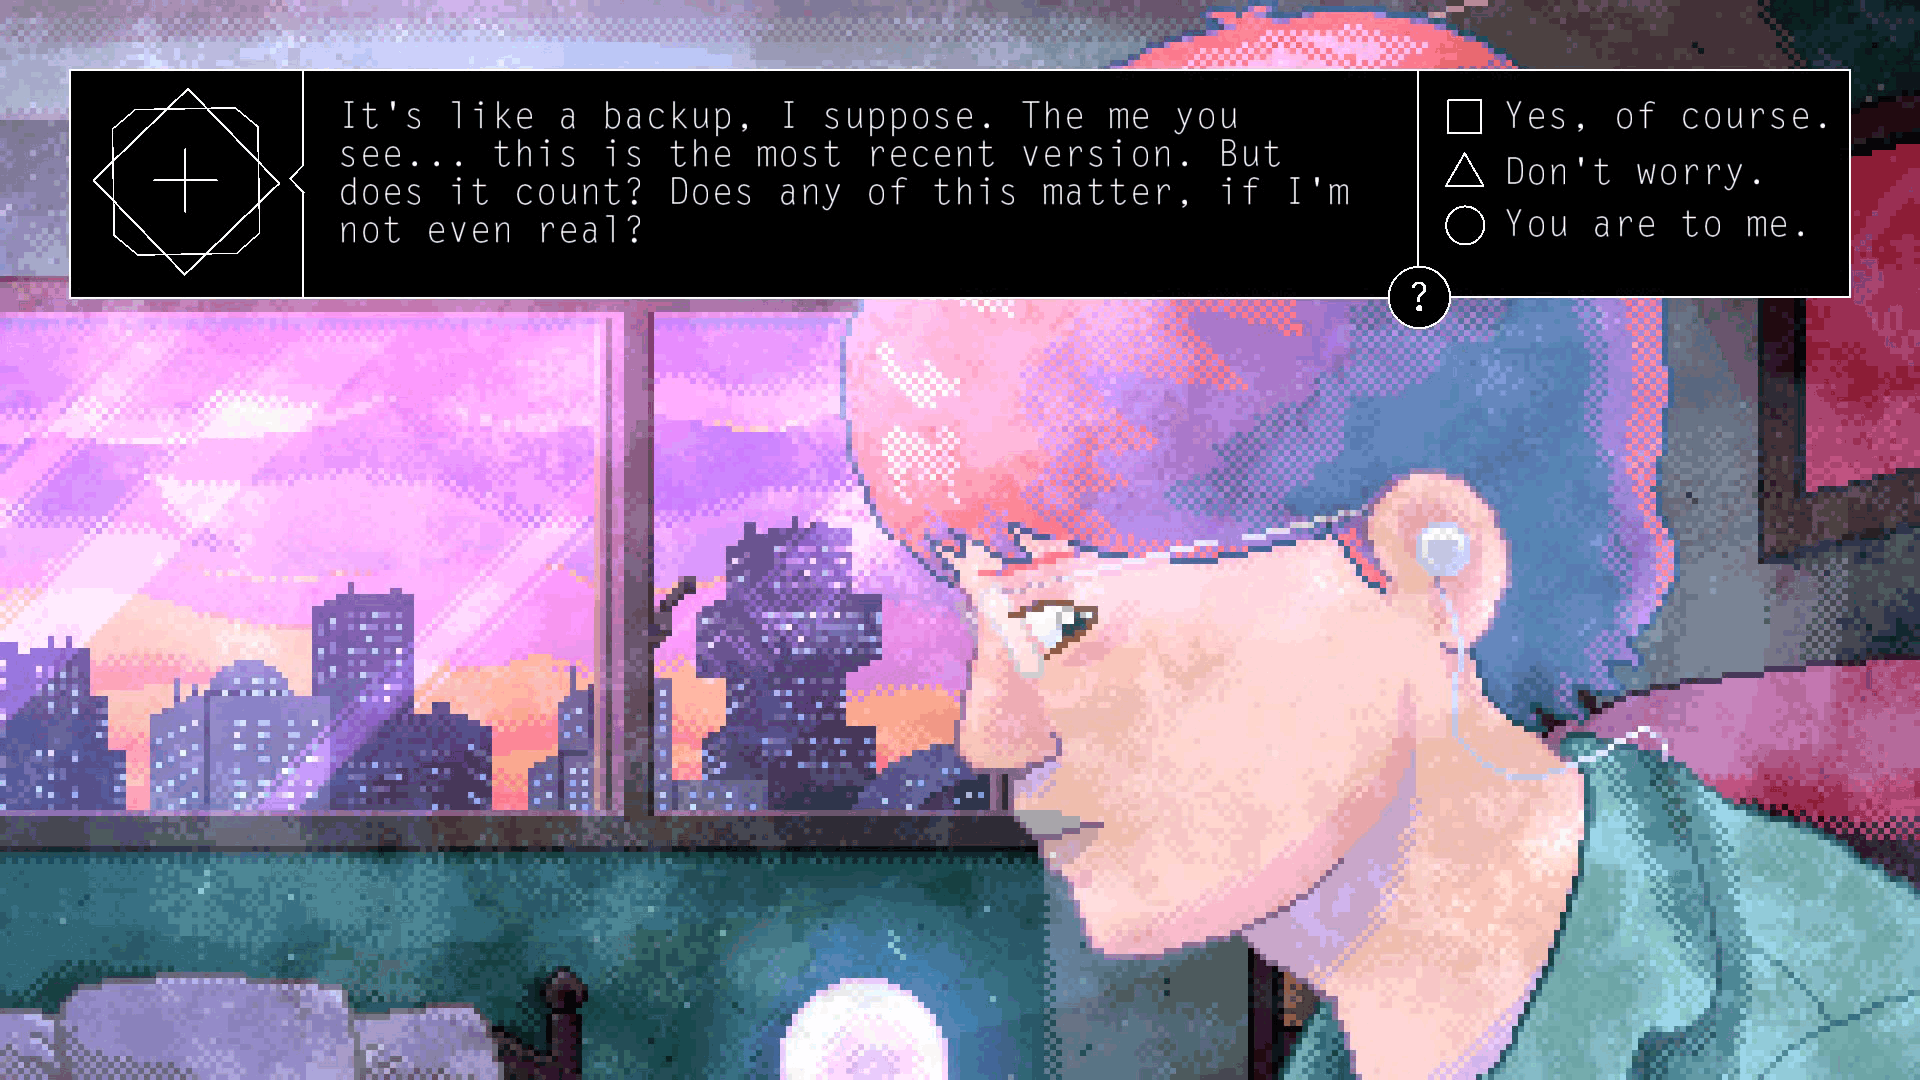 It's like a backup, I suppose. The me you
see... this is the most recent version. But
does it count? Does any of this matter, if I'm
not even real?
Yes, of course.
Don't worry.
You are to me.
?